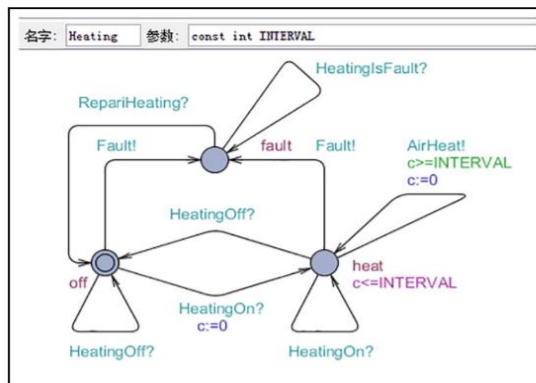 名字: Heating 参数: const int INTERVAL
HeatingIsFault?
RepariHeating?
Fault!
fault
Fault!
AirHeat!
c>=INTERVAL
c:=0
HeatingOff?
off
heat
c<=INTERVAL
HeatingOn?
c:=0
HeatingOff?
HeatingOn?